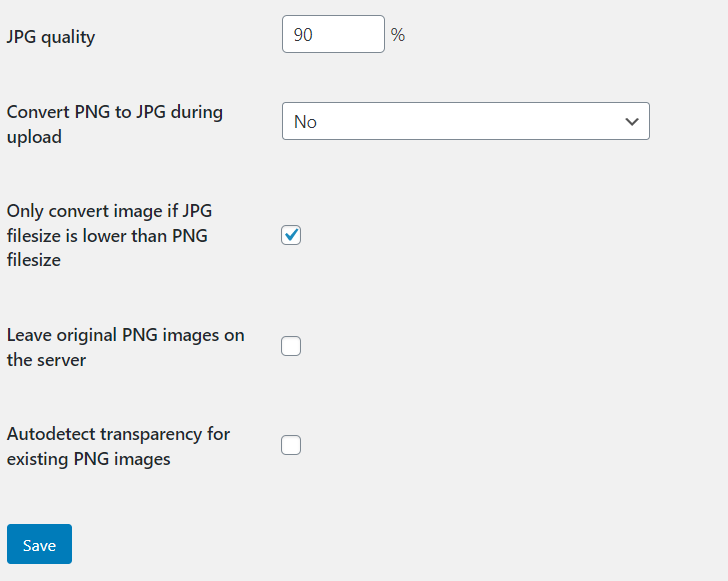 JPG quality
90 %
Convert PNG to JPG during
upload
No
Only convert image if JPG
filesize is lower than PNG
filesize
Leave original PNG images on
the server
Autodetect transparency for
existing PNG images
Save